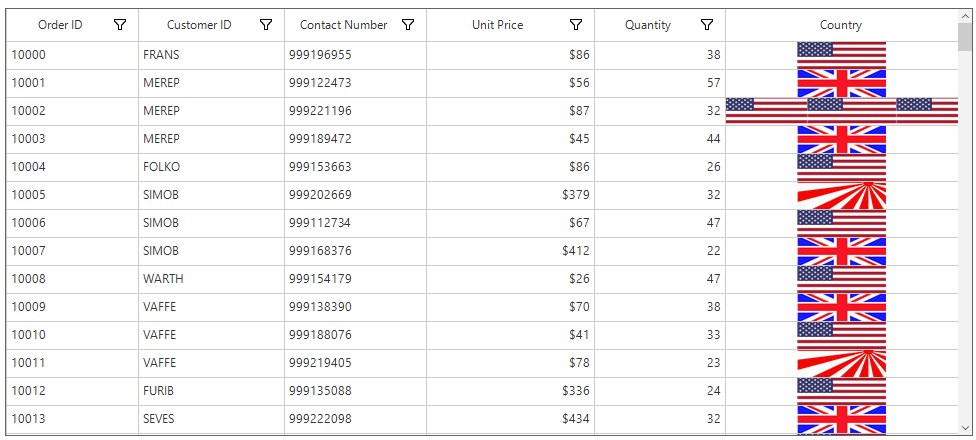 Order ID Customer ID Contact Number Unit Price Quantity Country
10000 FRANS 999196955 $86 38
10001 MEREP 999122473 $56 57
10002 MEREP 999221196 $87 32
10003 MEREP 999189472 $45 44
10004 FOLKO 999153663 $86 26
10005 SIMOB 999202669 $379 32
10006 SIMOB 999112734 $67 47
10007 SIMOB 999168376 $412 22
10008 WARTH 999154179 $26 47
10009 VAFFE 999138390 $70 38
10010 VAFFE 999188076 $41 33
10011 VAFFE 999219405 $78 23
10012 FURIB 999135088 $336 24
10013 SEVES 999222098 $434 32